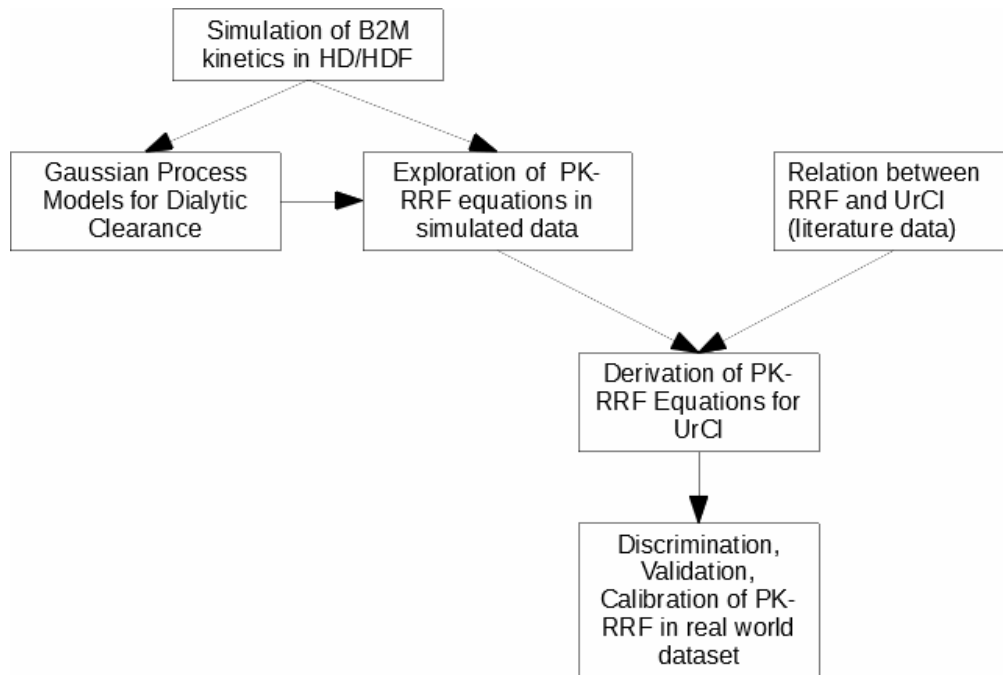 Simulation of B2M
kinetics in HD/HDF
Gaussian Process
Models for Dialytic
Clearance
Exploration of PK-
RRF equations in
simulated data
Relation between
RRF and UrCl
(literature data)
Derivation of PK-
RRF Equations for
UrCl
Discrimination,
Validation,
Calibration of PK-
RRF in real world
dataset